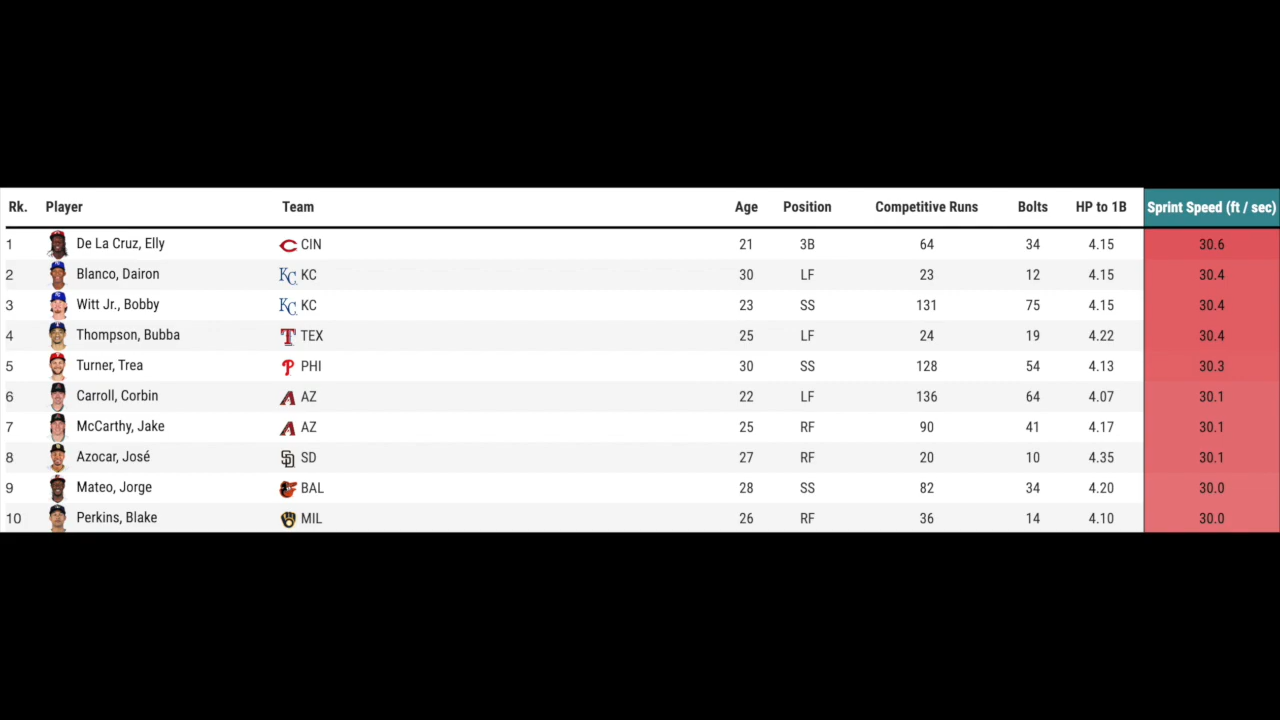 Rk. Player Team Age Position Competitive Runs Bolts HP to 1B Sprint Speed (ft / sec)
1 De La Cruz, Elly CIN 21 3B 64 34 4.15 30.6
2 Blanco, Dairon KC KC 30 LF 23 12 4.15 30.4
3 Witt Jr., Bobby KC KC 23 SS 131 75 4.15 30.4
4 Thompson, Bubba T TEX 25 LF 24 19 4.22 30.4
5 Turner, Trea P PHI 30 SS 128 54 4.13 30.3
6 Carroll, Corbin A AZ 22 LF 136 64 4.07 30.1
7 McCarthy, Jake A AZ 25 RF 90 41 4.17 30.1
8 Azocar, José SD SD 27 RF 20 10 4.35 30.1
9 Mateo, Jorge BAL 28 SS 82 34 4.20 30.0
10 Perkins, Blake MIL 26 RF 36 14 4.10 30.0